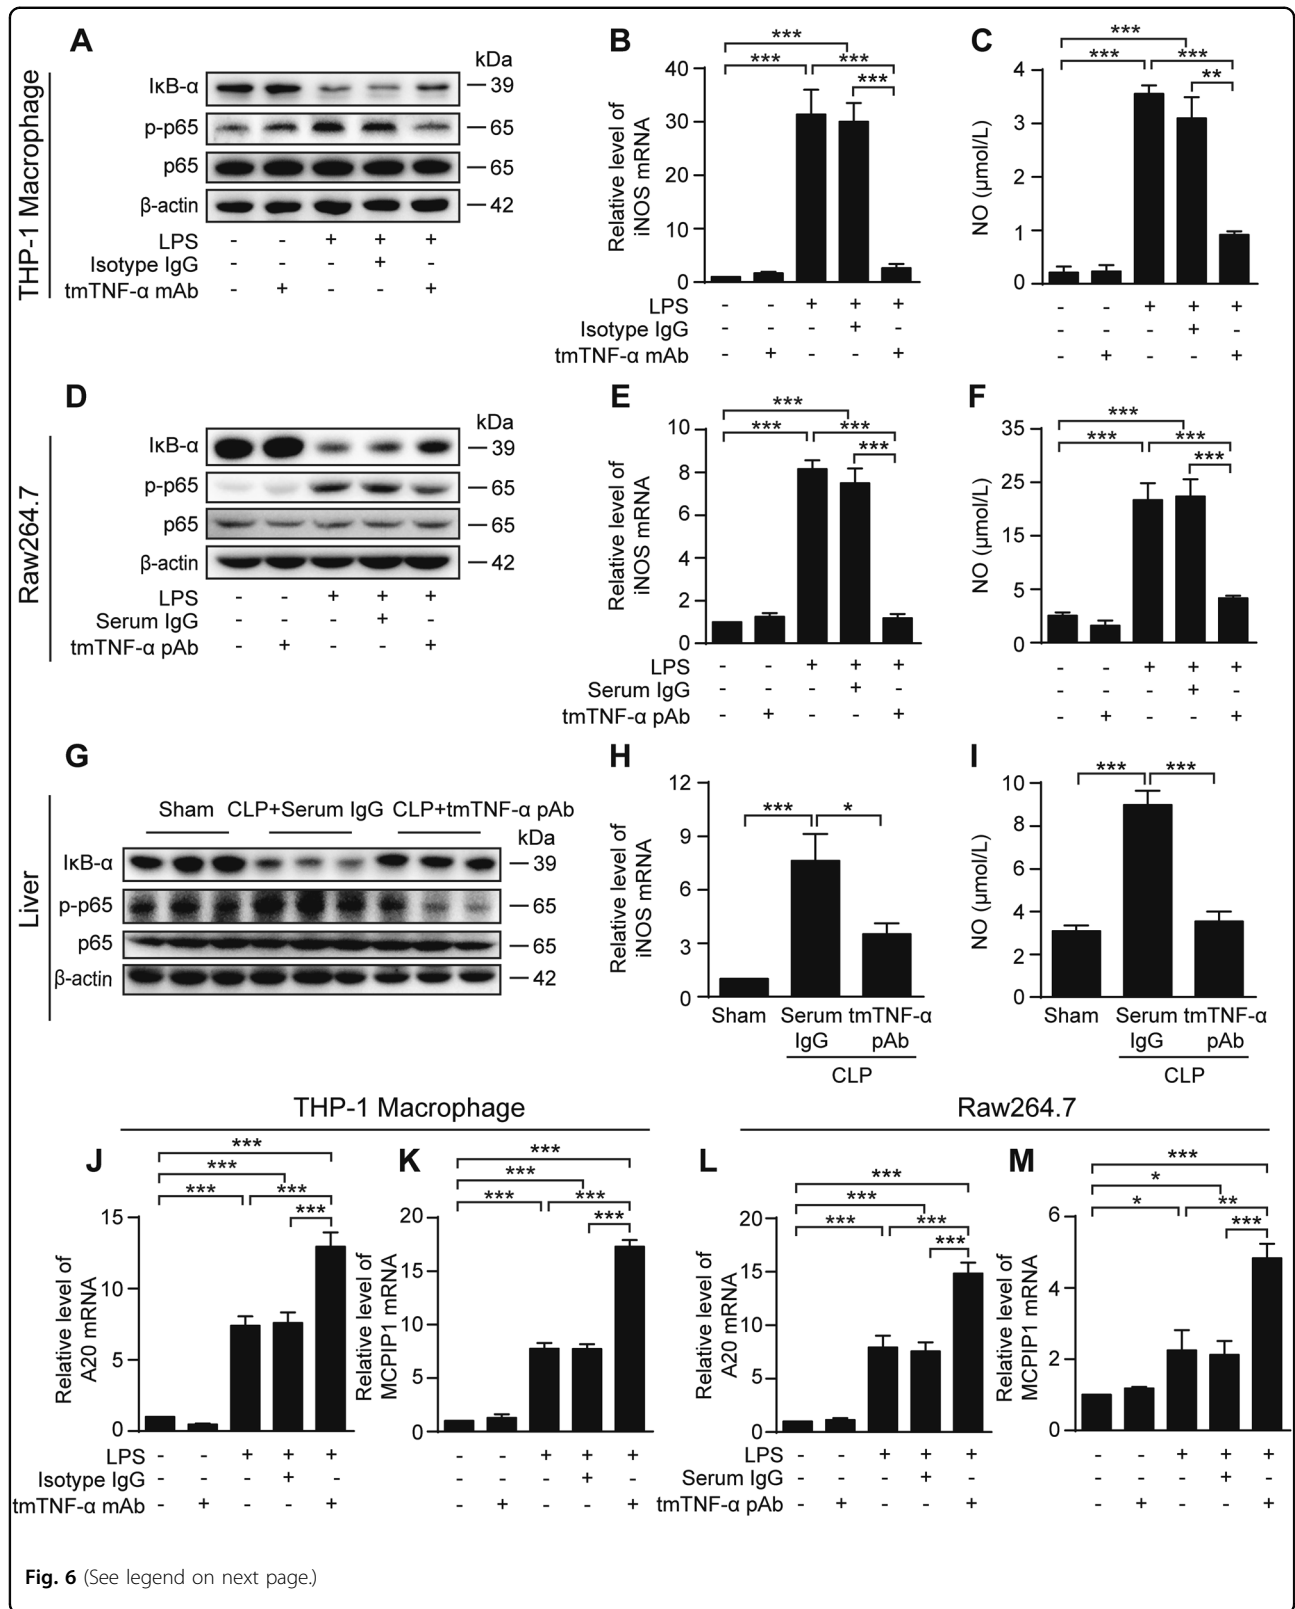 A
THP-1 Macrophage
kDa
IκB-α
39
p-p65
65
p65
65
β-actin
42
LPS - - + + +
Isotype IgG - - - + -
tmTNF-α mAb - + - - +
B
***
*** ***
***
Relative level of
iNOS mRNA
40
30
20
10
0
LPS - - + + +
Isotype IgG - - - + -
tmTNF-α mAb - + - - +
C
***
*** ***
**
NO (μmol/L)
4
3
2
1
0
- - + + +
- - - + -
- + - - +
D
Raw264.7
kDa
IκB-α
39
p-p65
65
p65
65
β-actin
42
LPS - - + + +
Serum IgG - - - + -
tmTNF-α pAb - + - - +
E
***
*** ***
***
Relative level of
iNOS mRNA
10
8
6
4
2
0
LPS - - + + +
Serum IgG - - - + -
tmTNF-α pAb - + - - +
F
***
*** ***
***
NO (μmol/L)
35
25
15
5
0
- - + + +
- - - + -
- + - - +
G
Liver
Sham CLP+Serum IgG CLP+tmTNF-α pAb
kDa
IκB-α
39
p-p65
65
p65
65
β-actin
42
H
*** *
Relative level of
iNOS mRNA
12
9
6
3
0
Sham Serum tmTNF-α
IgG pAb
CLP
I
*** ***
NO (μmol/L)
10
8
6
4
2
0
Sham Serum tmTNF-α
IgG pAb
CLP
THP-1 Macrophage
J
***
***
*** ***
***
Relative level of
A20 mRNA
15
10
5
0
LPS - - + + +
Isotype IgG - - - + -
tmTNF-α mAb - + - - +
K
***
***
*** ***
***
Relative level of
MCPIP1 mRNA
20
15
10
5
0
- - + + +
- - - + -
- + - - +
Raw264.7
L
***
***
*** ***
***
Relative level of
A20 mRNA
20
15
10
5
0
LPS - - + + +
Serum IgG - - - + -
tmTNF-α pAb - + - - +
M
***
*
* **
***
Relative level of
MCPIP1 mRNA
6
4
2
0
- - + + +
- - - + -
- + - - +
Fig. 6 (See legend on next page.)